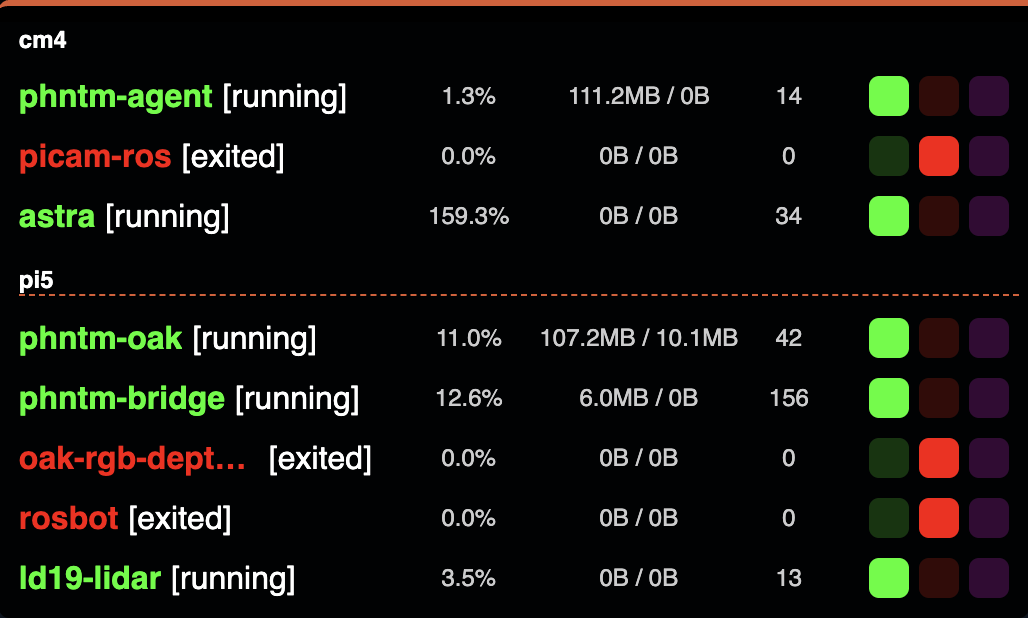 cm4
phntm-agent [running] 1.3% 111.2MB / 0B 14
picam-ros [exited] 0.0% 0B / 0B 0
astra [running] 159.3% 0B / 0B 34
pi5
phntm-oak [running] 11.0% 107.2MB / 10.1MB 42
phntm-bridge [running] 12.6% 6.0MB / 0B 156
oak-rgb-dept... [exited] 0.0% 0B / 0B 0
rosbot [exited] 0.0% 0B / 0B 0
ld19-lidar [running] 3.5% 0B / 0B 13